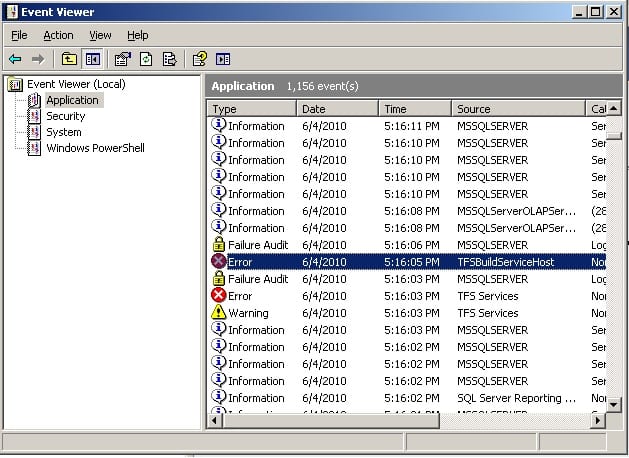 Event Viewer
File Action View Help
Event Viewer (Local)
Application
Security
System
Windows PowerShell
Application 1,156 event(s)
Type Date Time Source
Information 6/4/2010 5:16:11 PM MSSQLSERVER Ser
Information 6/4/2010 5:16:10 PM MSSQLSERVER Ser
Information 6/4/2010 5:16:10 PM MSSQLSERVER Ser
Information 6/4/2010 5:16:10 PM MSSQLSERVER Ser
Information 6/4/2010 5:16:10 PM MSSQLSERVER Ser
Information 6/4/2010 5:16:08 PM MSSQLServerOLAPSer... (28
Information 6/4/2010 5:16:08 PM MSSQLServerOLAPSer... (28
Failure Audit 6/4/2010 5:16:06 PM MSSQLSERVER Log
Error 6/4/2010 5:16:05 PM TFSBuildServiceHost Nor
Failure Audit 6/4/2010 5:16:03 PM MSSQLSERVER Log
Error 6/4/2010 5:16:03 PM TFS Services Nor
Warning 6/4/2010 5:16:03 PM TFS Services Nor
Information 6/4/2010 5:16:03 PM MSSQLSERVER Ser
Information 6/4/2010 5:16:02 PM MSSQLSERVER Ser
Information 6/4/2010 5:16:02 PM MSSQLSERVER Ser
Information 6/4/2010 5:16:02 PM MSSQLSERVER Ser
Information 6/4/2010 5:16:02 PM SQL Server Reporting ... Nor